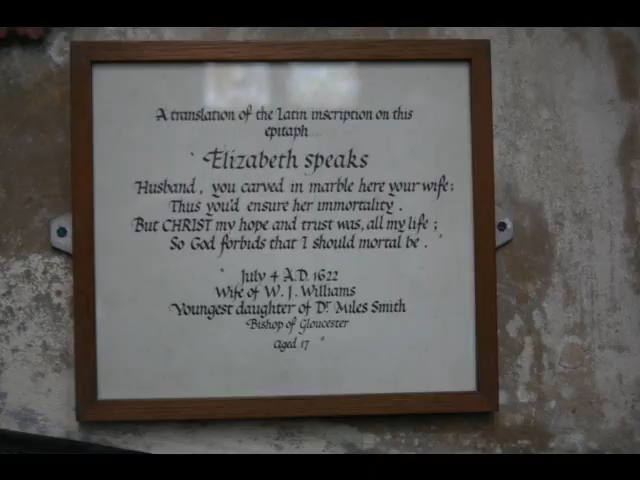 A translation of the Latin inscription on this
epitaph
Elizabeth speaks
Husband, you carved in marble here your wife;
Thus you'd ensure her immortality.
But CHRIST my hope and trust was, all my life;
So God forbids that I should mortal be.
July 4 A.D. 1622
Wife of W. J. Williams
Youngest daughter of Dr Miles Smith
Bishop of Gloucester
aged 17